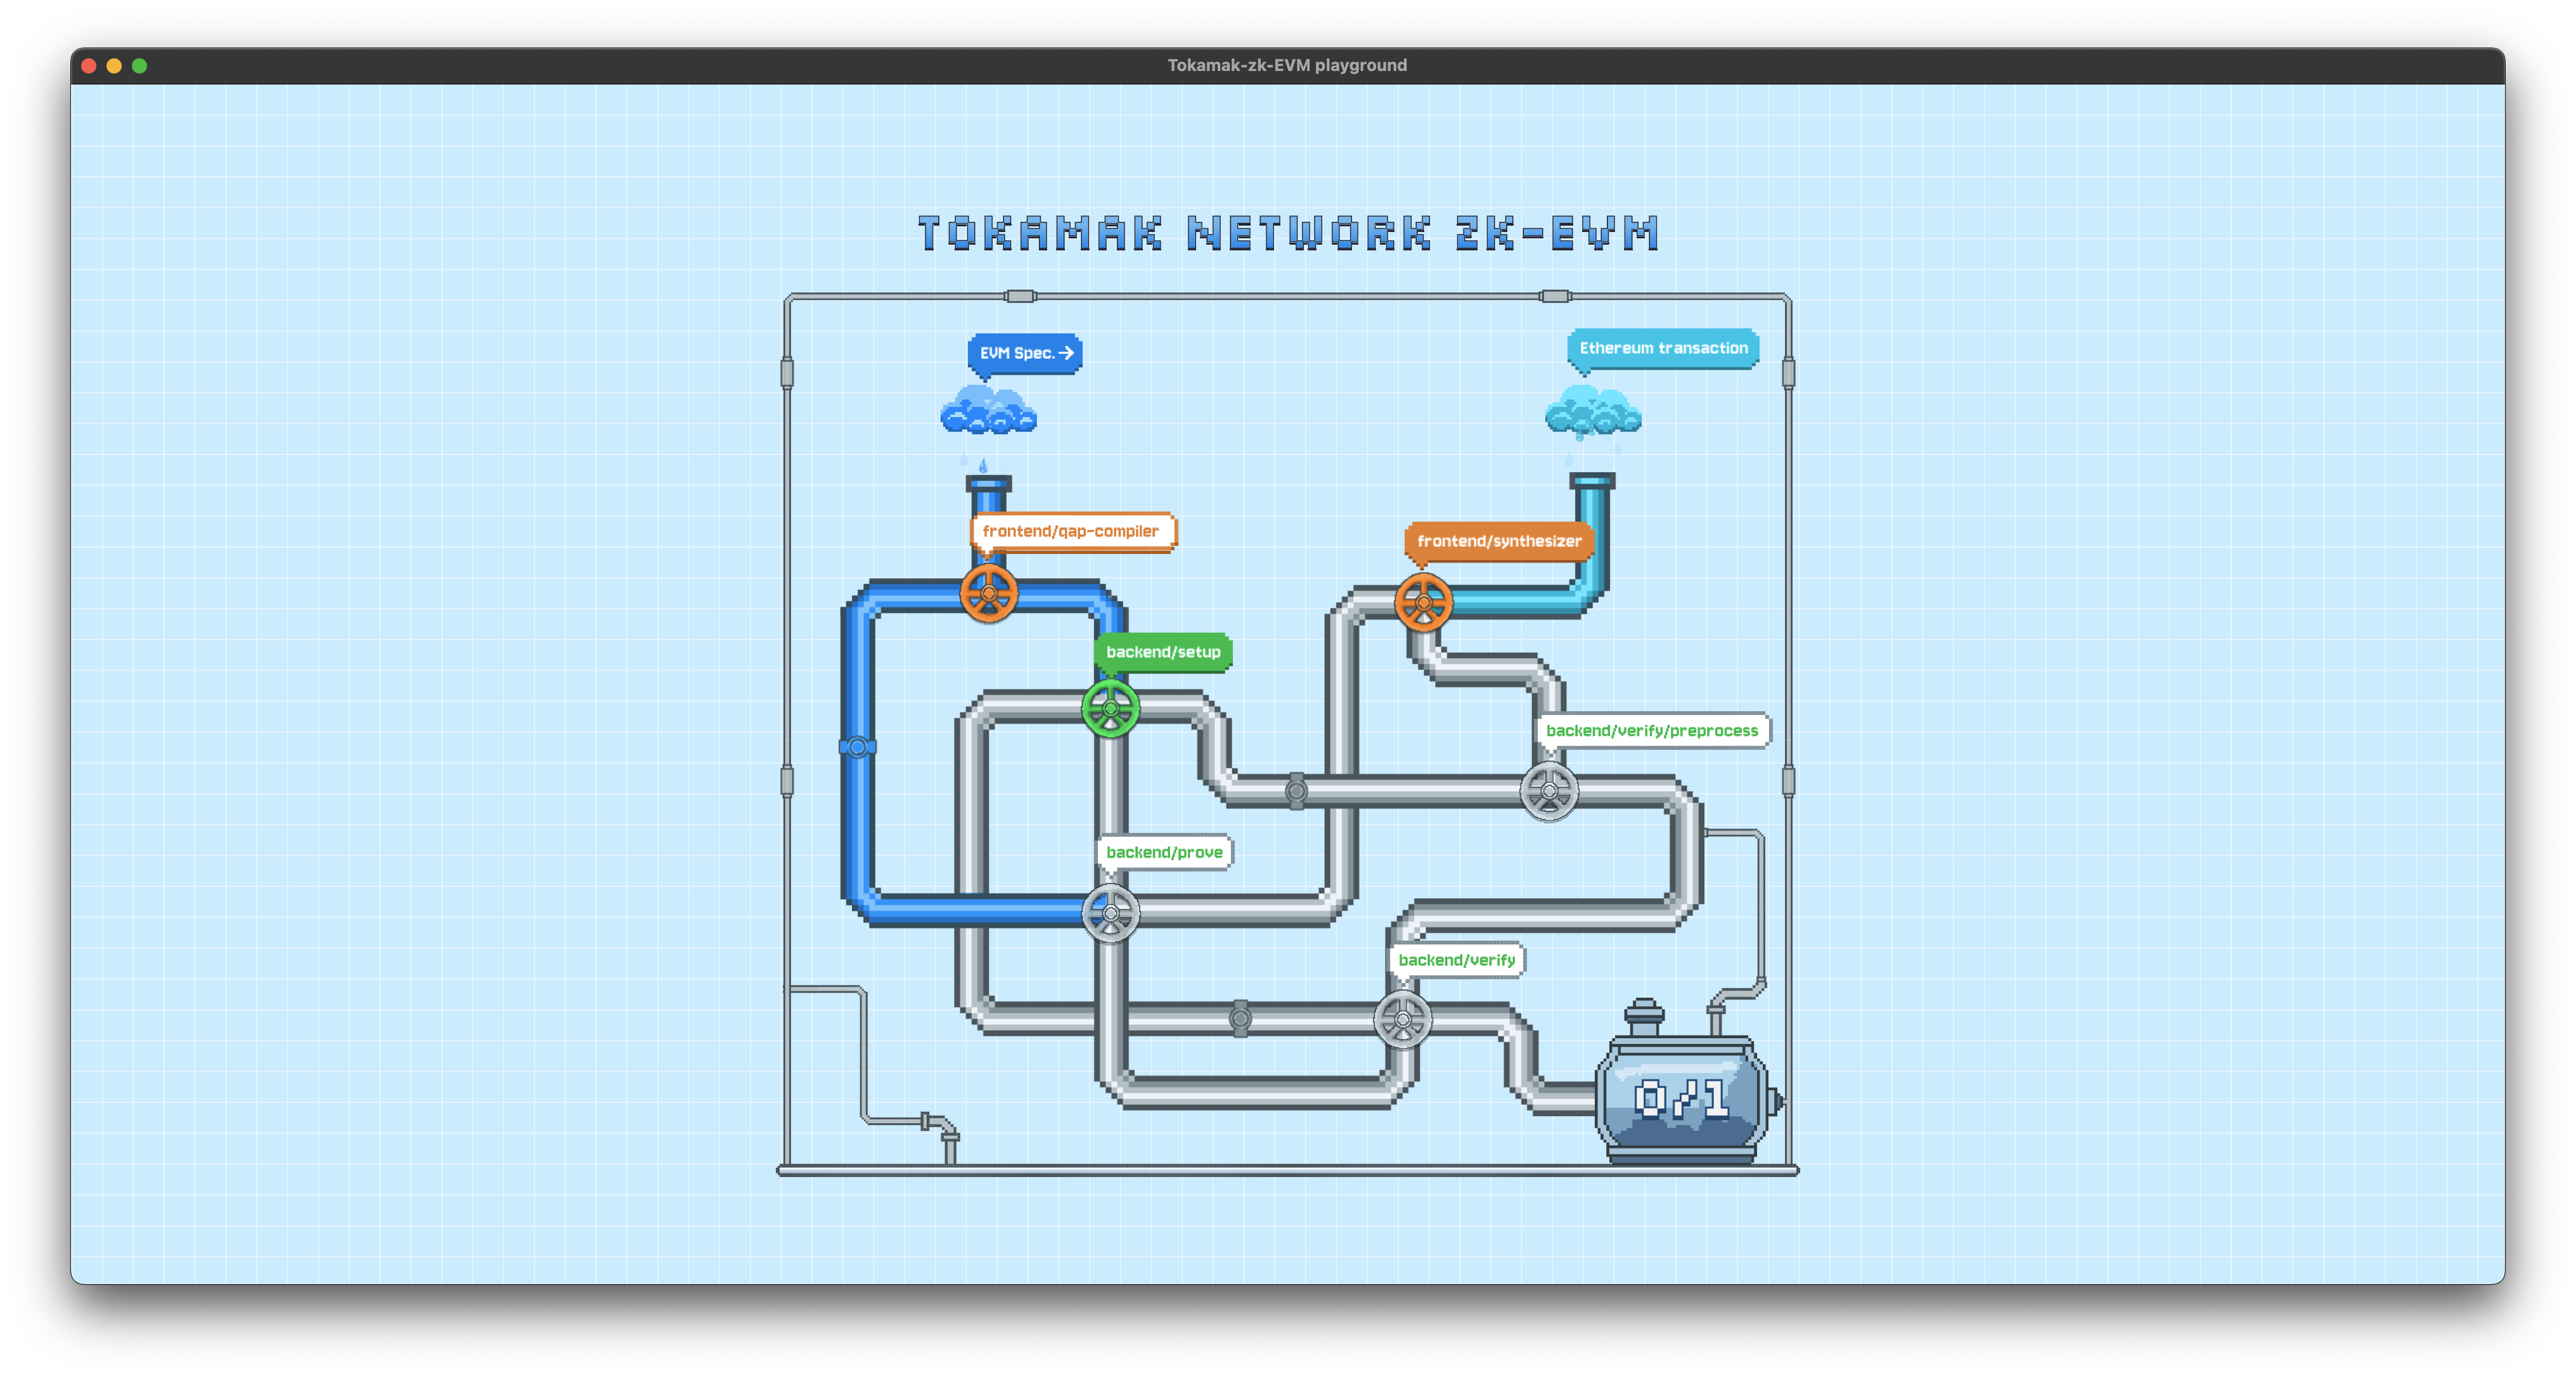 Tokamak-zk-EVM playground
TOKAMAK NETWORK ZK-EVM
EVM Spec. →
Ethereum transaction
frontend/qap-compiler
frontend/synthesizer
backend/setup
backend/verify/preprocess
backend/prove
backend/verify
0/1